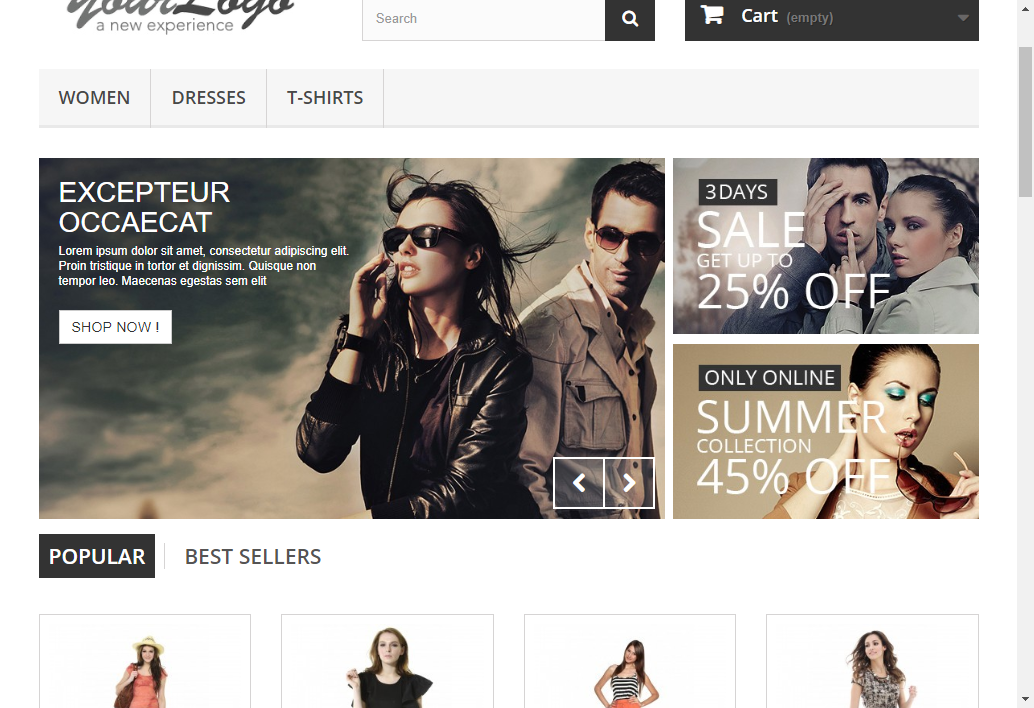 yourLogo
a new experience
Search
Cart (empty)
WOMEN
DRESSES
T-SHIRTS
EXCEPTEUR
OCCAECAT
Lorem ipsum dolor sit amet, consectetur adipiscing elit.
Proin tristique in tortor et dignissim. Quisque non
tempor leo. Maecenas egestas sem elit
SHOP NOW !
3 DAYS
SALE
GET UP TO
25% OFF
ONLY ONLINE
SUMMER
COLLECTION
45% OFF
POPULAR
BEST SELLERS